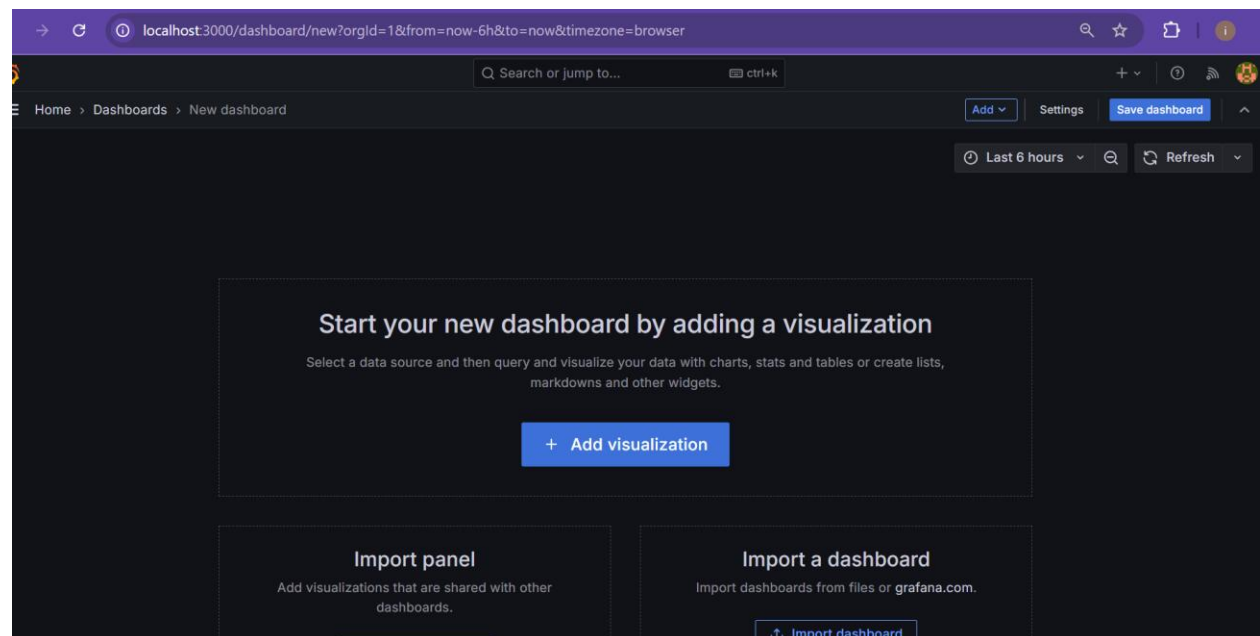 localhost:3000/dashboard/new?orgId=1&from=now-6h&to=now&timezone=browser
i
Search or jump to... ctrl+k
Home › Dashboards › New dashboard
Add
Settings
Save dashboard
Last 6 hours
Refresh
Start your new dashboard by adding a visualization
Select a data source and then query and visualize your data with charts, stats and tables or create lists,
markdowns and other widgets.
+ Add visualization
Import panel
Add visualizations that are shared with other
dashboards.
Import a dashboard
Import dashboards from files or grafana.com.
Import dashboard